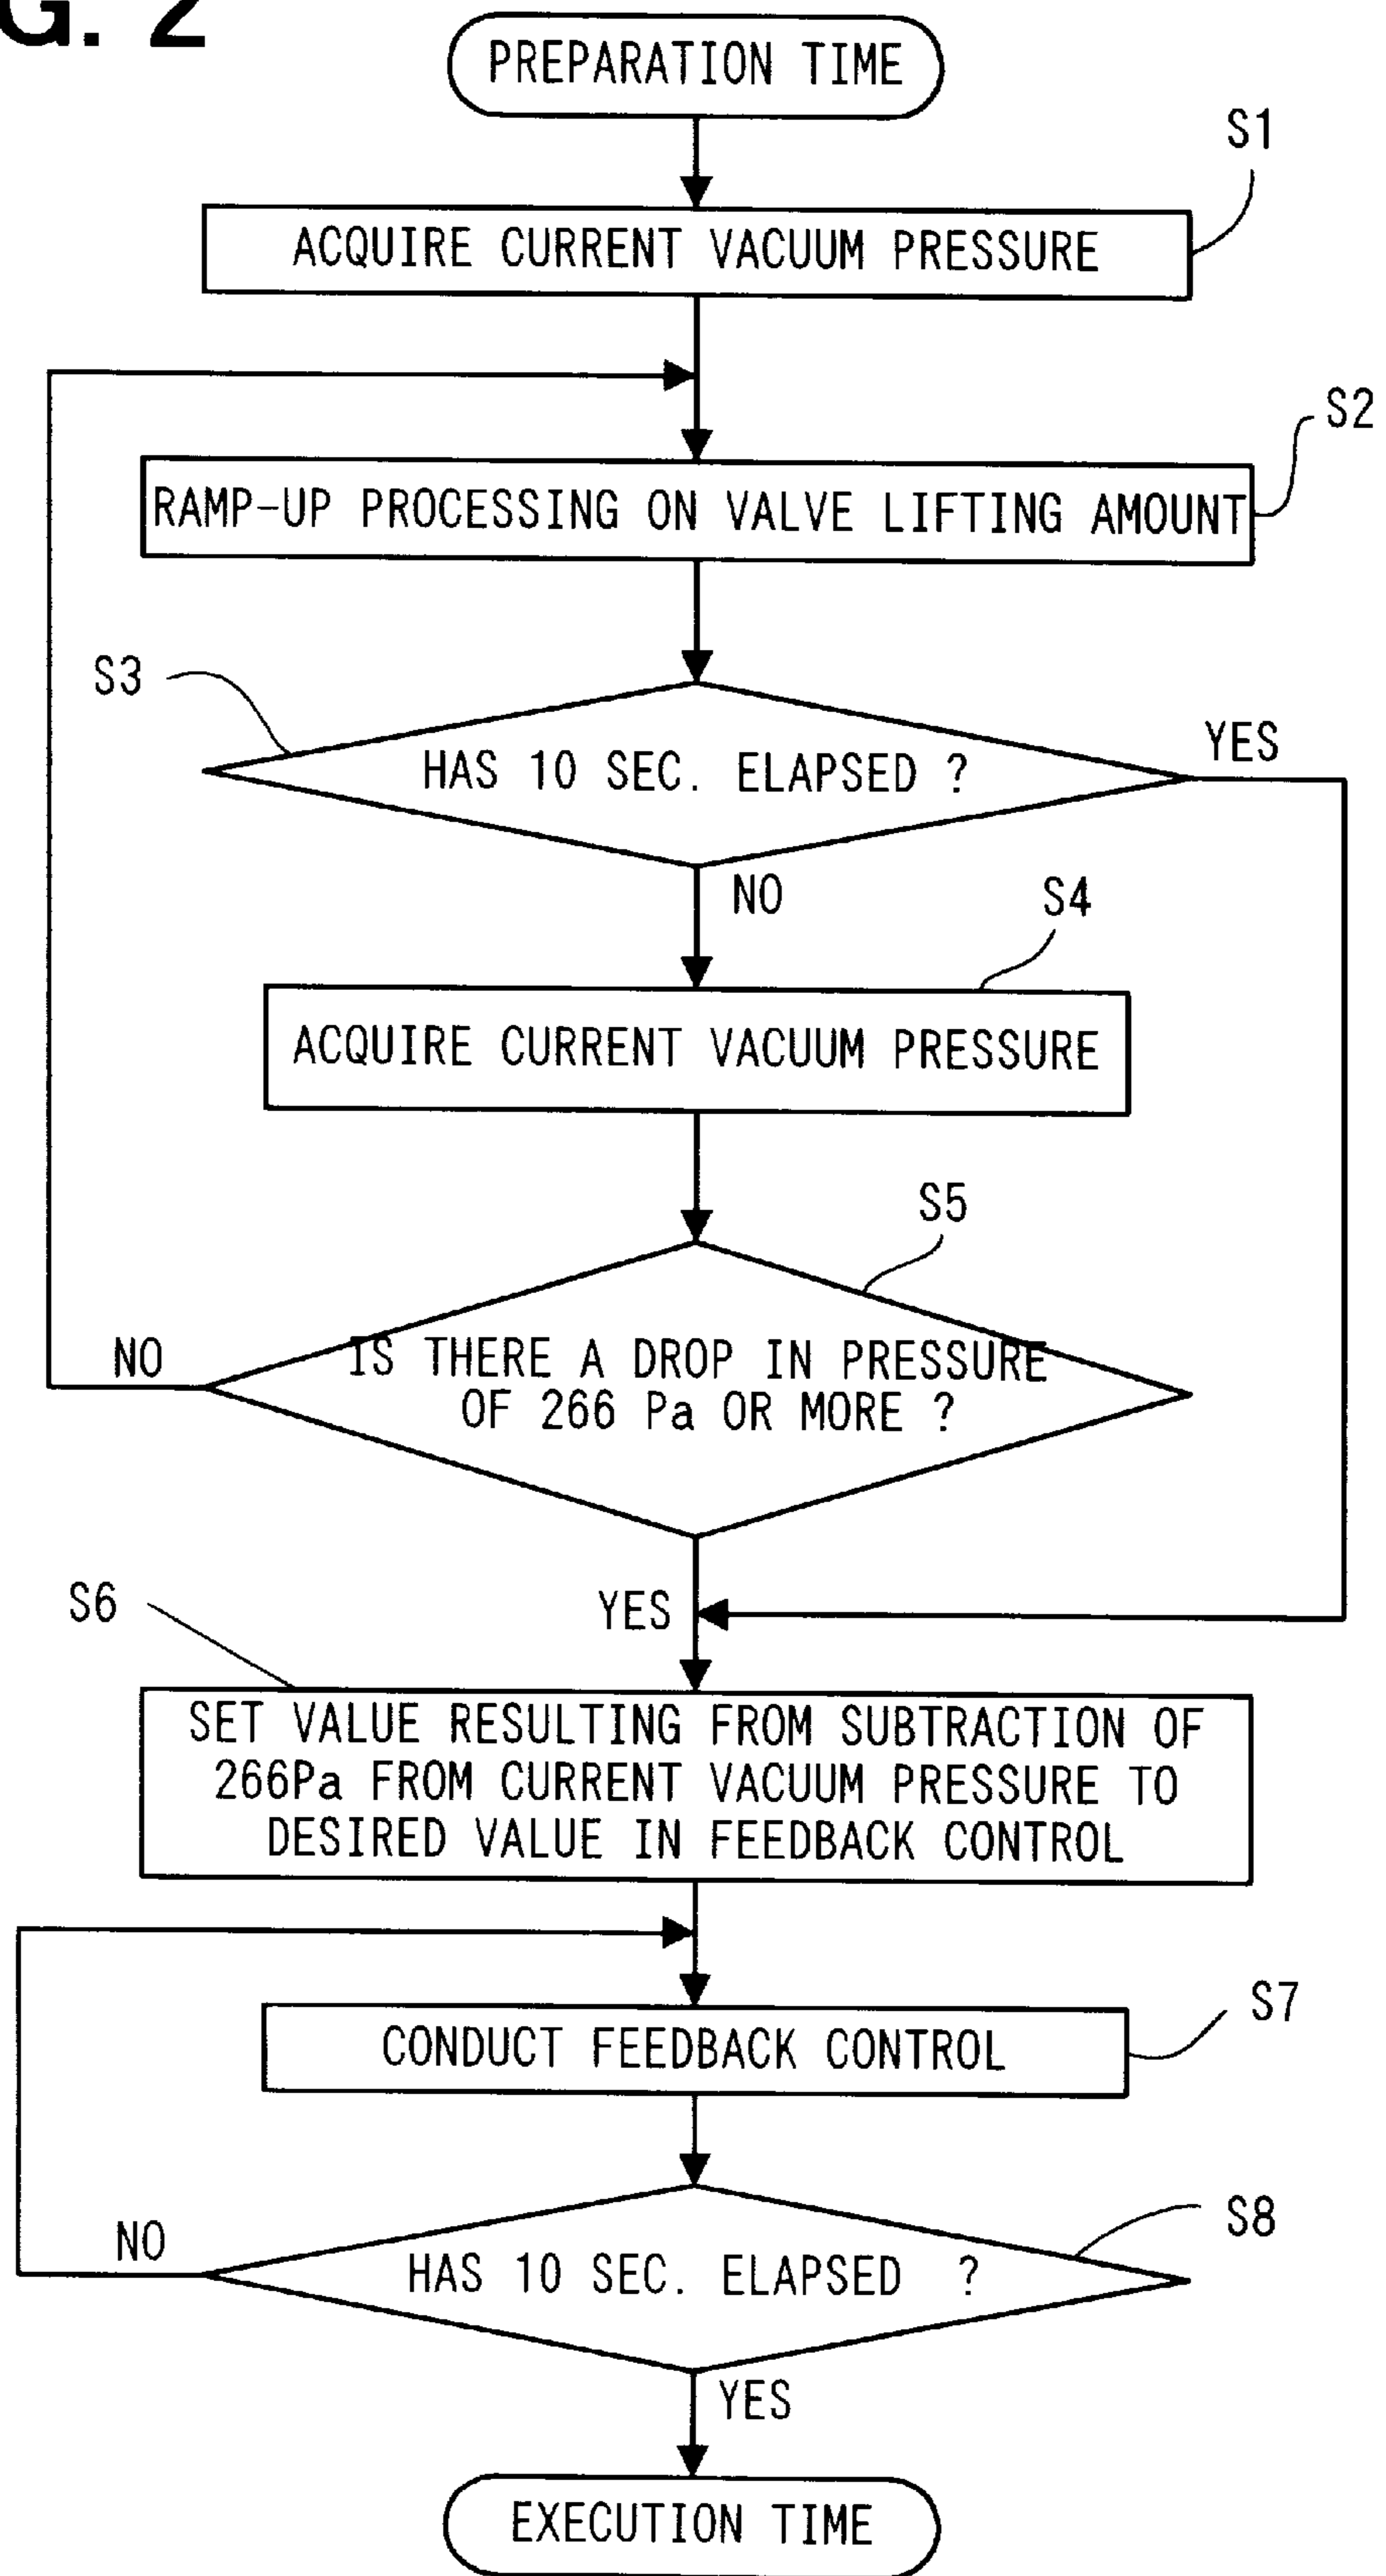 G. 2
PREPARATION TIME
S1
ACQUIRE CURRENT VACUUM PRESSURE
S2
RAMP-UP PROCESSING ON VALVE LIFTING AMOUNT
S3
HAS 10 SEC. ELAPSED ?
YES
NO
S4
ACQUIRE CURRENT VACUUM PRESSURE
S5
IS THERE A DROP IN PRESSURE
OF 266 Pa OR MORE ?
NO
YES
S6
SET VALUE RESULTING FROM SUBTRACTION OF
266Pa FROM CURRENT VACUUM PRESSURE TO
DESIRED VALUE IN FEEDBACK CONTROL
S7
CONDUCT FEEDBACK CONTROL
S8
HAS 10 SEC. ELAPSED ?
NO
YES
EXECUTION TIME